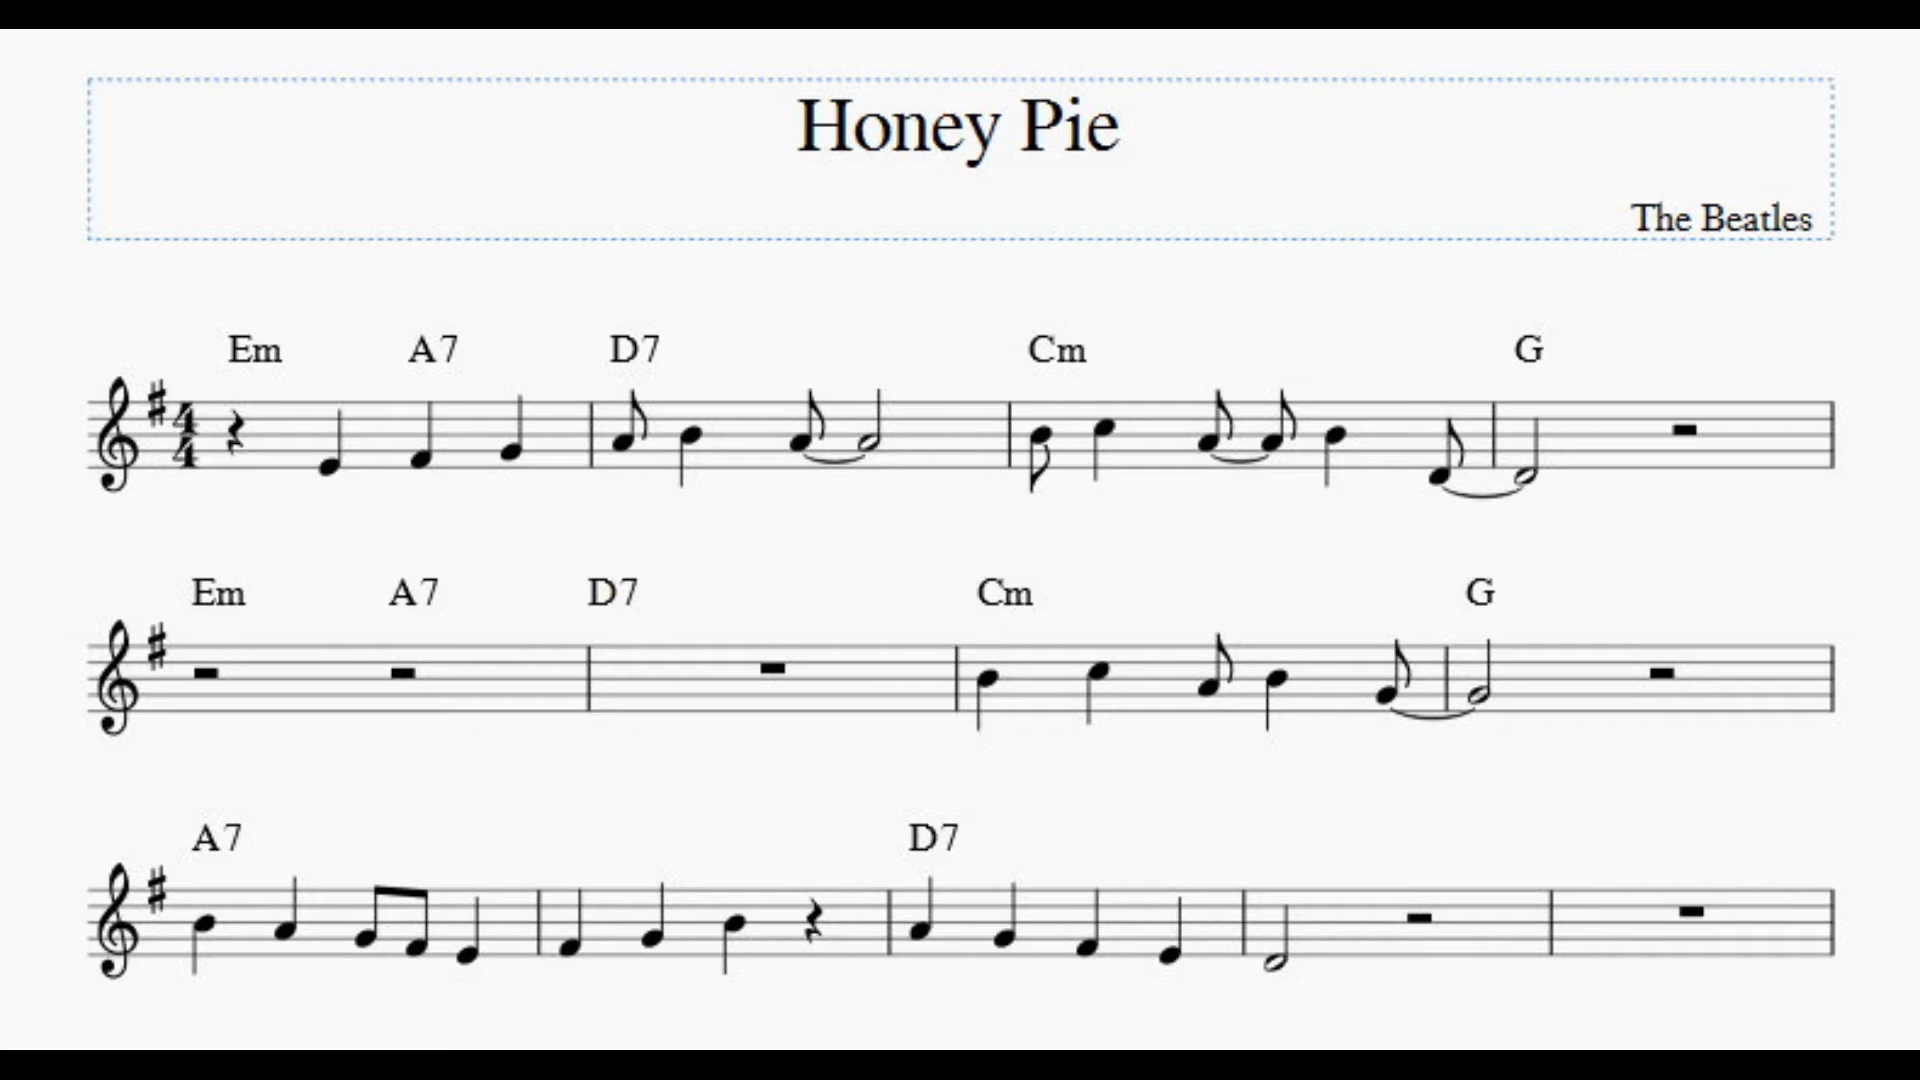 Honey Pie
The Beatles
Em A7 D7 Cm G
4
4
Em A7 D7 Cm G
A7 D7